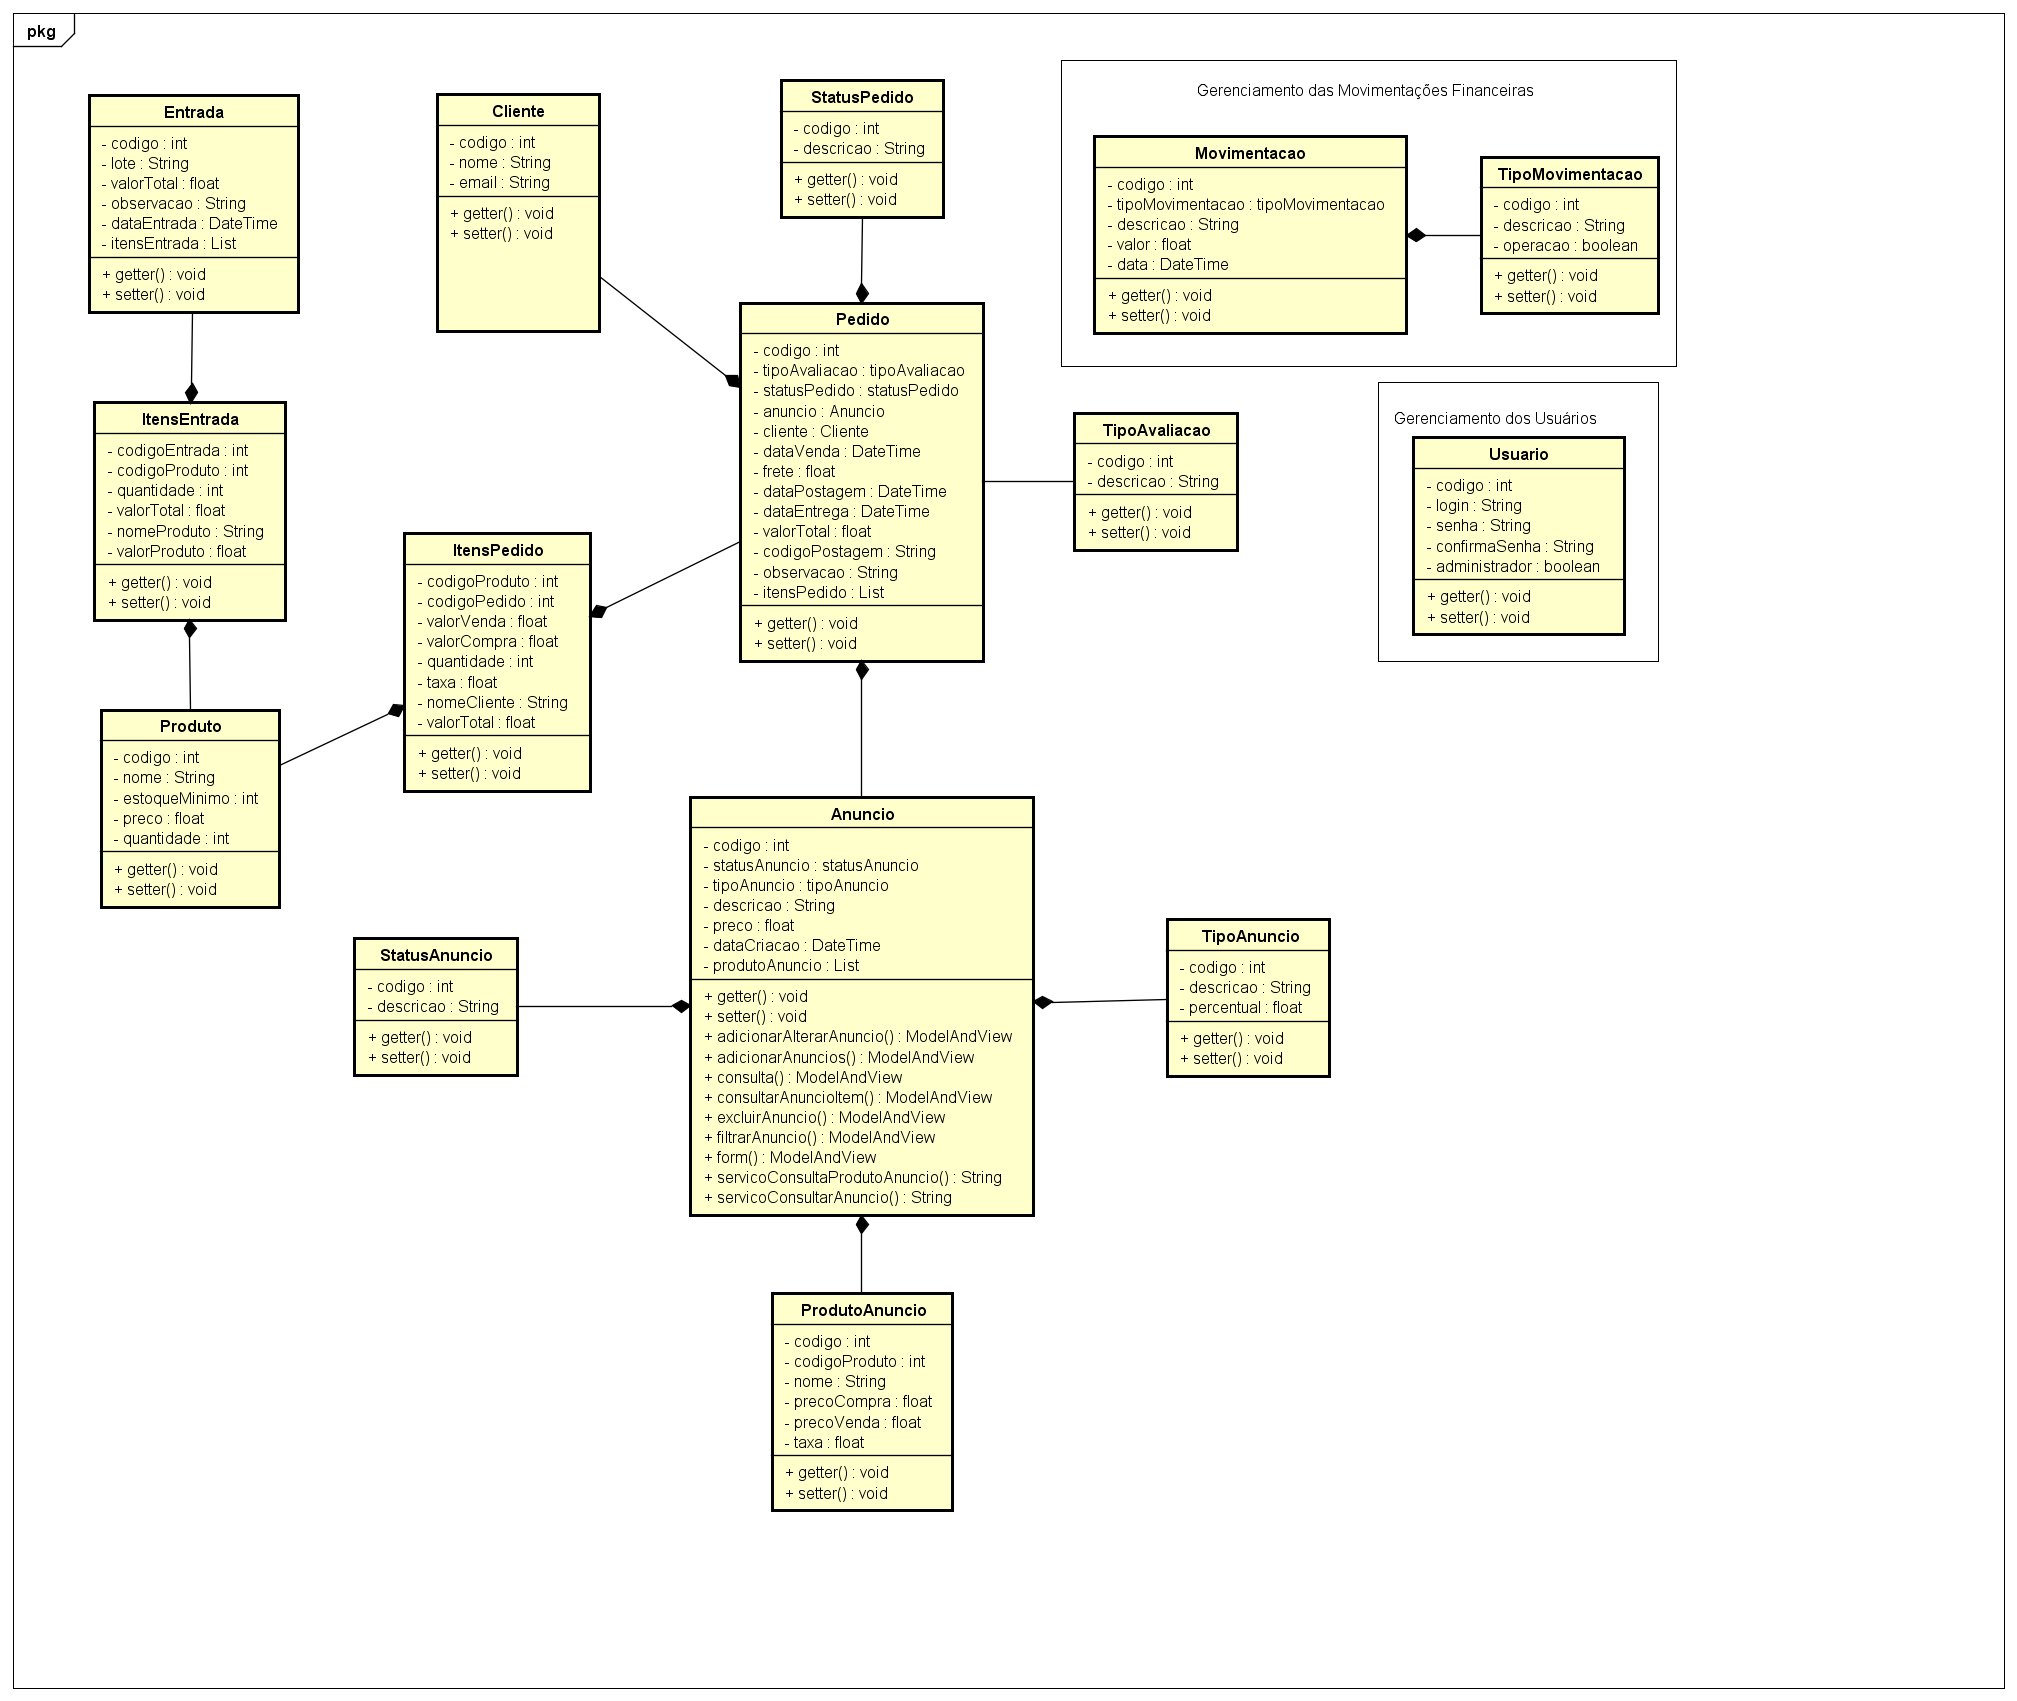 pkg
Entrada
- codigo : int
- lote : String
- valorTotal : float
- observacao : String
- dataEntrada : DateTime
- itensEntrada : List
+ getter() : void
+ setter() : void
Cliente
- codigo : int
- nome : String
- email : String
+ getter() : void
+ setter() : void
StatusPedido
- codigo : int
- descricao : String
+ getter() : void
+ setter() : void
Gerenciamento das Movimentações Financeiras
Movimentacao
- codigo : int
- tipoMovimentacao : tipoMovimentacao
- descricao : String
- valor : float
- data : DateTime
+ getter() : void
+ setter() : void
TipoMovimentacao
- codigo : int
- descricao : String
- operacao : boolean
+ getter() : void
+ setter() : void
Pedido
- codigo : int
- tipoAvaliacao : tipoAvaliacao
- statusPedido : statusPedido
- anuncio : Anuncio
- cliente : Cliente
- dataVenda : DateTime
- frete : float
- dataPostagem : DateTime
- dataEntrega : DateTime
- valorTotal : float
- codigoPostagem : String
- observacao : String
- itensPedido : List
+ getter() : void
+ setter() : void
TipoAvaliacao
- codigo : int
- descricao : String
+ getter() : void
+ setter() : void
Gerenciamento dos Usuários
Usuario
- codigo : int
- login : String
- senha : String
- confirmaSenha : String
- administrador : boolean
+ getter() : void
+ setter() : void
ItensEntrada
- codigoEntrada : int
- codigoProduto : int
- quantidade : int
- valorTotal : float
- nomeProduto : String
- valorProduto : float
+ getter() : void
+ setter() : void
ItensPedido
- codigoProduto : int
- codigoPedido : int
- valorVenda : float
- valorCompra : float
- quantidade : int
- taxa : float
- nomeCliente : String
- valorTotal : float
+ getter() : void
+ setter() : void
Produto
- codigo : int
- nome : String
- estoqueMinimo : int
- preco : float
- quantidade : int
+ getter() : void
+ setter() : void
Anuncio
- codigo : int
- statusAnuncio : statusAnuncio
- tipoAnuncio : tipoAnuncio
- descricao : String
- preco : float
- dataCriacao : DateTime
- produtoAnuncio : List
+ getter() : void
+ setter() : void
+ adicionarAlterarAnuncio() : ModelAndView
+ adicionarAnuncios() : ModelAndView
+ consulta() : ModelAndView
+ consultarAnuncioItem() : ModelAndView
+ excluirAnuncio() : ModelAndView
+ filtrarAnuncio() : ModelAndView
+ form() : ModelAndView
+ servicoConsultaProdutoAnuncio() : String
+ servicoConsultarAnuncio() : String
StatusAnuncio
- codigo : int
- descricao : String
+ getter() : void
+ setter() : void
TipoAnuncio
- codigo : int
- descricao : String
- percentual : float
+ getter() : void
+ setter() : void
ProdutoAnuncio
- codigo : int
- codigoProduto : int
- nome : String
- precoCompra : float
- precoVenda : float
- taxa : float
+ getter() : void
+ setter() : void